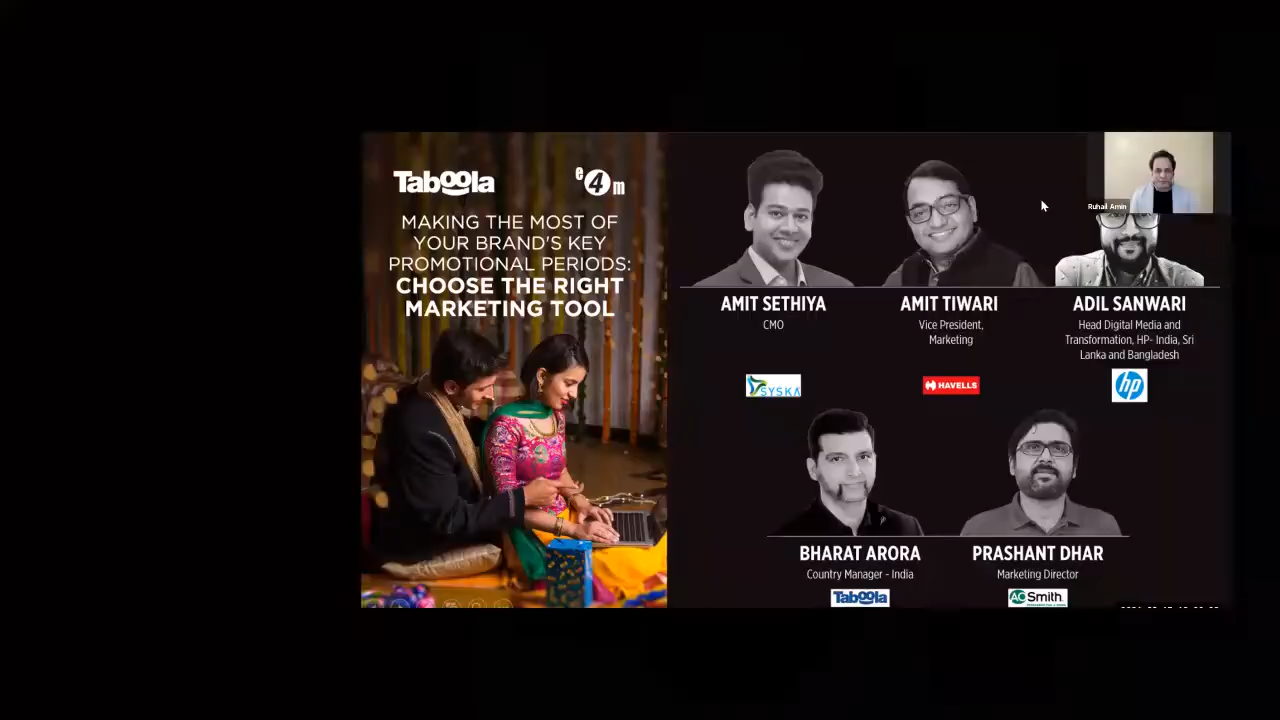 Taboola
e4m
MAKING THE MOST OF
YOUR BRAND'S KEY
PROMOTIONAL PERIODS:
CHOOSE THE RIGHT
MARKETING TOOL
Ruhail Amin
AMIT SETHIYA
CMO
SYSKA
AMIT TIWARI
Vice President,
Marketing
HAVELLS
ADIL SANWARI
Head Digital Media and
Transformation, HP- India, Sri
Lanka and Bangladesh
hp
BHARAT ARORA
Country Manager - India
Taboola
PRASHANT DHAR
Marketing Director
AO Smith